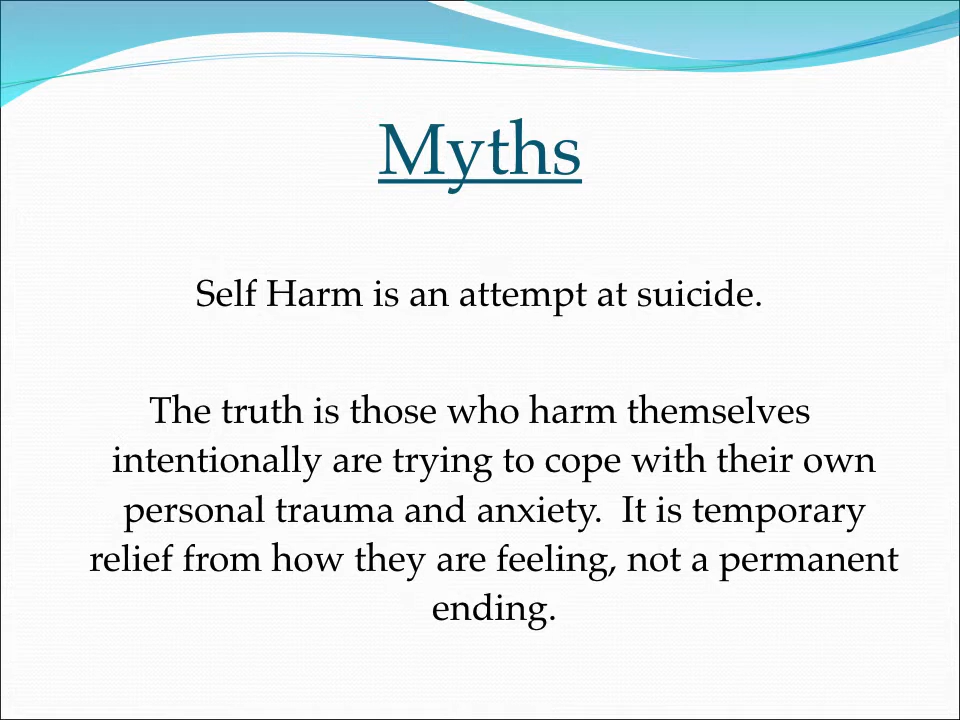 Myths
Self Harm is an attempt at suicide.
The truth is those who harm themselves
intentionally are trying to cope with their own
personal trauma and anxiety.  It is temporary
relief from how they are feeling, not a permanent
ending.